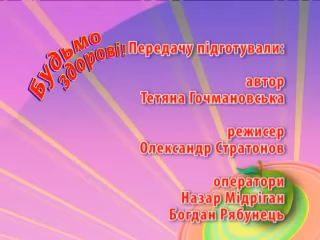 Будьмо
здорові!
Передачу підготували:
автор
Тетяна Гочмановська
режисер
Олександр Стратонов
оператори
Назар Мідріган
Богдан Рябунець